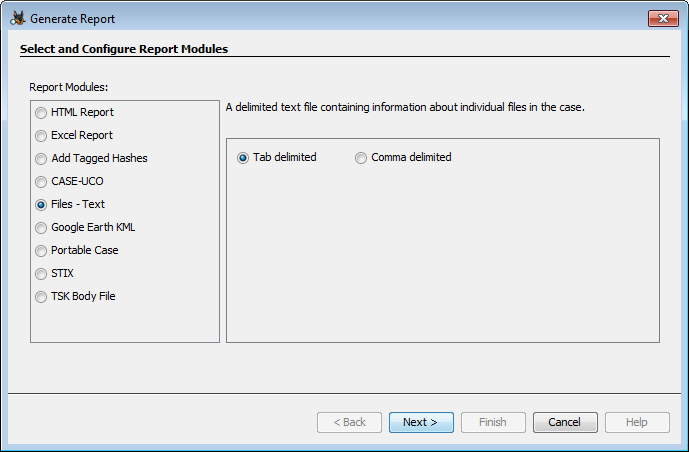 Generate Report
Select and Configure Report Modules
Report Modules:
HTML Report
Excel Report
Add Tagged Hashes
CASE-UCO
Files - Text
Google Earth KML
Portable Case
STIX
TSK Body File
A delimited text file containing information about individual files in the case.
Tab delimited Comma delimited
< Back Next > Finish Cancel Help